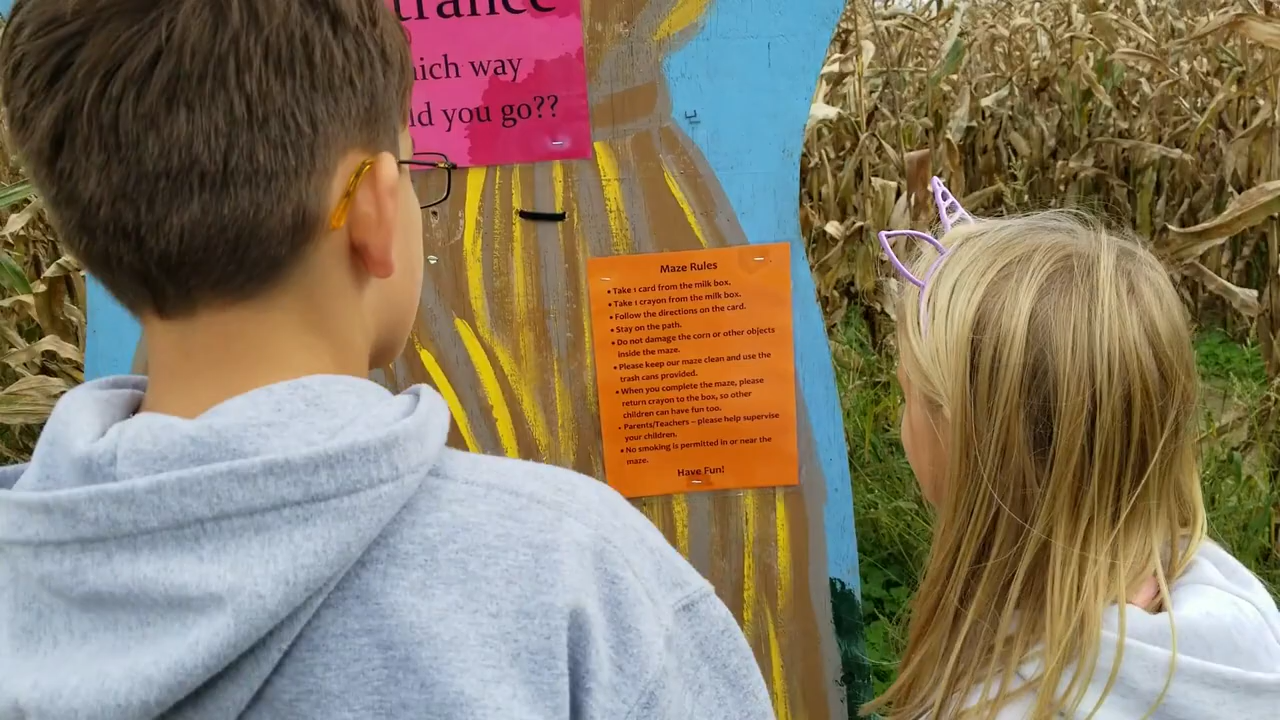 trance
hich way
ld you go??
Maze Rules
• Take 1 card from the milk box.
• Take 1 crayon from the milk box.
• Follow the directions on the card.
• Stay on the path.
• Do not damage the corn or other objects
inside the maze.
• Please keep our maze clean and use the
trash cans provided.
• When you complete the maze, please
return crayon to the box, so other
children can have fun too.
• Parents/Teachers – please help supervise
your children.
• No smoking is permitted in or near the
maze.
Have Fun!